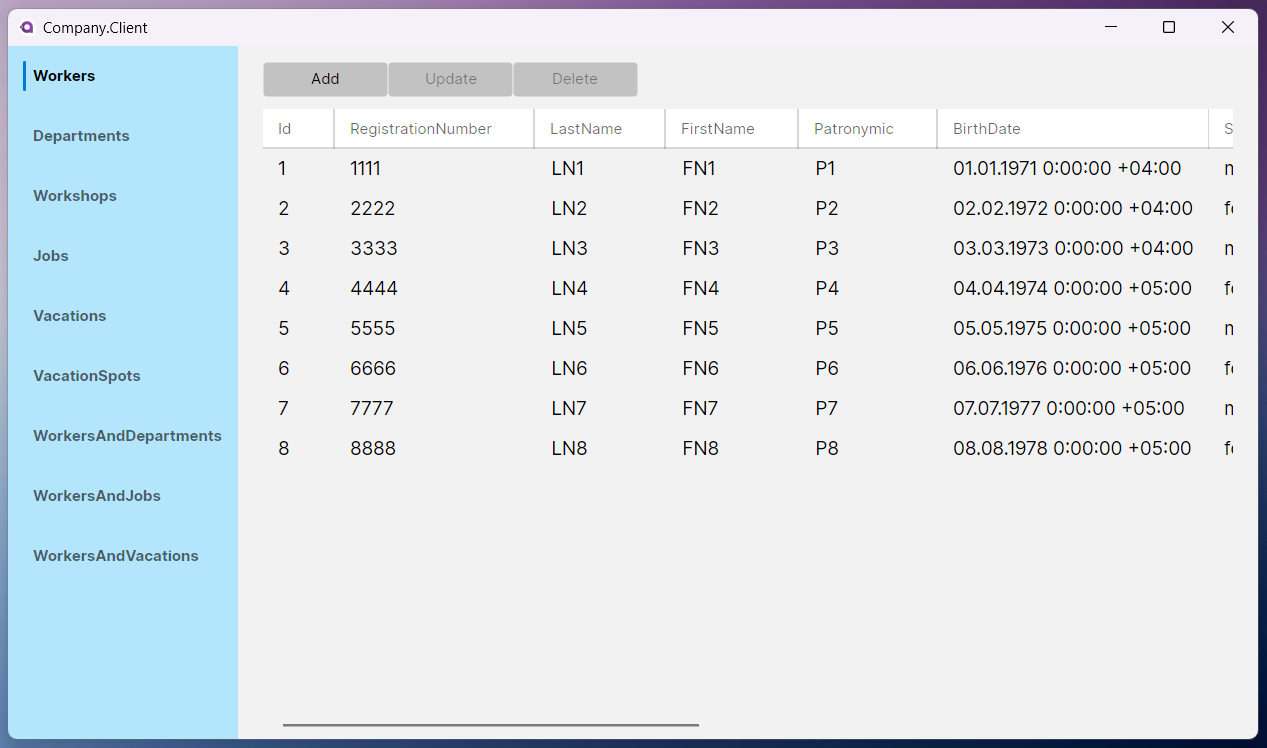 Company.Client
Workers
Departments
Workshops
Jobs
Vacations
VacationSpots
WorkersAndDepartments
WorkersAndJobs
WorkersAndVacations
Add Update Delete
Id RegistrationNumber LastName FirstName Patronymic BirthDate
1 1111 LN1 FN1 P1 01.01.1971 0:00:00 +04:00
2 2222 LN2 FN2 P2 02.02.1972 0:00:00 +04:00
3 3333 LN3 FN3 P3 03.03.1973 0:00:00 +04:00
4 4444 LN4 FN4 P4 04.04.1974 0:00:00 +05:00
5 5555 LN5 FN5 P5 05.05.1975 0:00:00 +05:00
6 6666 LN6 FN6 P6 06.06.1976 0:00:00 +05:00
7 7777 LN7 FN7 P7 07.07.1977 0:00:00 +05:00
8 8888 LN8 FN8 P8 08.08.1978 0:00:00 +05:00